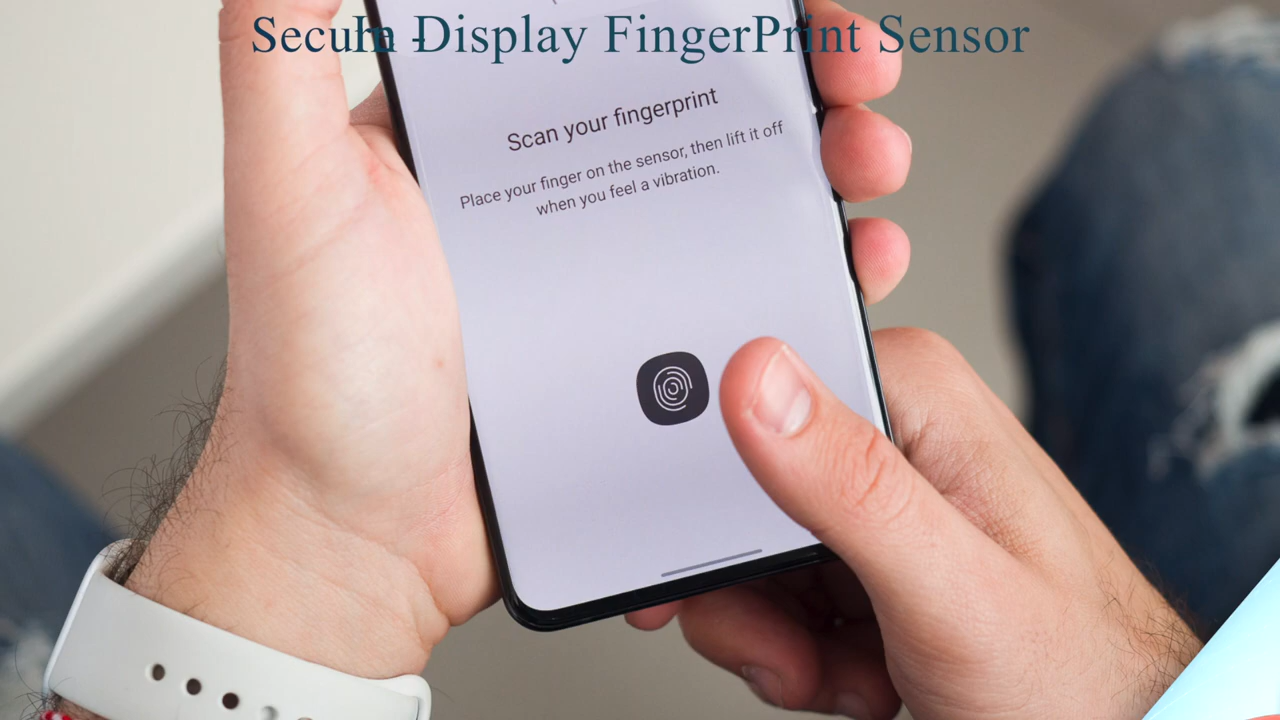 In Display FingerPrint Sensor
Scan your fingerprint
Place your finger on the sensor, then lift it off
when you feel a vibration.